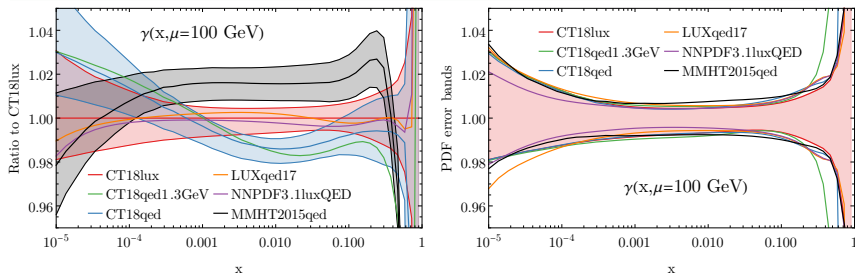 γ(x,μ=100 GeV)
1.04
1.02
1.00
0.98
0.96
Ratio to CT18lux
CT18lux
CT18qed1.3GeV
CT18qed
LUXqed17
NNPDF3.1luxQED
MMHT2015qed
10⁻⁵ 10⁻⁴ 0.001 0.010 0.100 1
x
1.04
1.02
1.00
0.98
0.96
PDF error bands
CT18lux
CT18qed1.3GeV
CT18qed
LUXqed17
NNPDF3.1luxQED
MMHT2015qed
γ(x,μ=100 GeV)
10⁻⁵ 10⁻⁴ 0.001 0.010 0.100 1
x